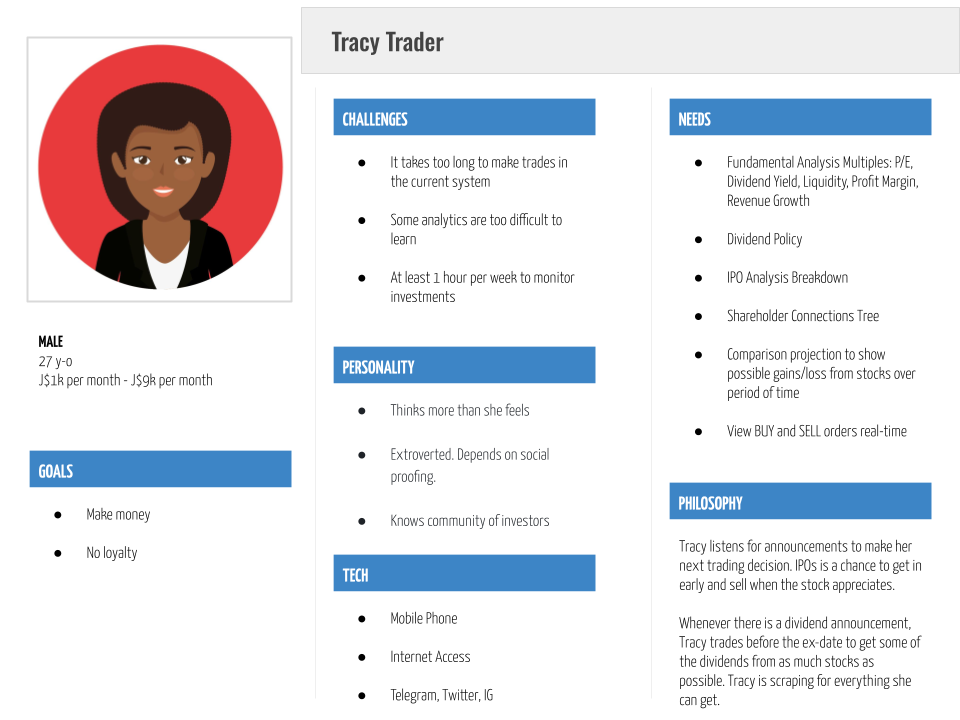 Tracy Trader
MALE
27 y-o
J$1k per month - J$9k per month
GOALS
● Make money
● No loyalty
CHALLENGES
● It takes too long to make trades in
the current system
● Some analytics are too difficult to
learn
● At least 1 hour per week to monitor
investments
PERSONALITY
● Thinks more than she feels
● Extroverted. Depends on social
proofing.
● Knows community of investors
TECH
● Mobile Phone
● Internet Access
● Telegram, Twitter, IG
NEEDS
● Fundamental Analysis Multiples: P/E,
Dividend Yield, Liquidity, Profit Margin,
Revenue Growth
● Dividend Policy
● IPO Analysis Breakdown
● Shareholder Connections Tree
● Comparison projection to show
possible gains/loss from stocks over
period of time
● View BUY and SELL orders real-time
PHILOSOPHY
Tracy listens for announcements to make her
next trading decision. IPOs is a chance to get in
early and sell when the stock appreciates.
Whenever there is a dividend announcement,
Tracy trades before the ex-date to get some of
the dividends from as much stocks as
possible. Tracy is scraping for everything she
can get.